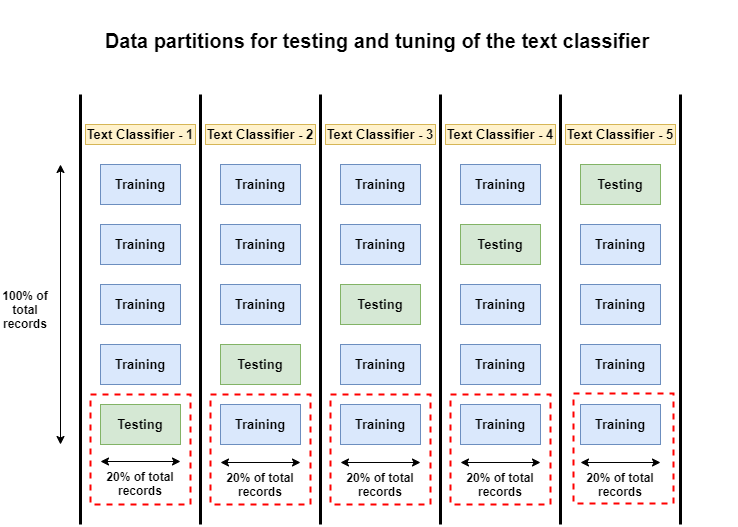 Data partitions for testing and tuning of the text classifier
Text Classifier - 1 Text Classifier - 2 Text Classifier - 3 Text Classifier - 4 Text Classifier - 5
Training Training Training Training Testing
Training Training Training Testing Training
100% of
total
records
Training Training Testing Training Training
Training Testing Training Training Training
Testing Training Training Training Training
20% of total 20% of total 20% of total 20% of total 20% of total
records records records records records